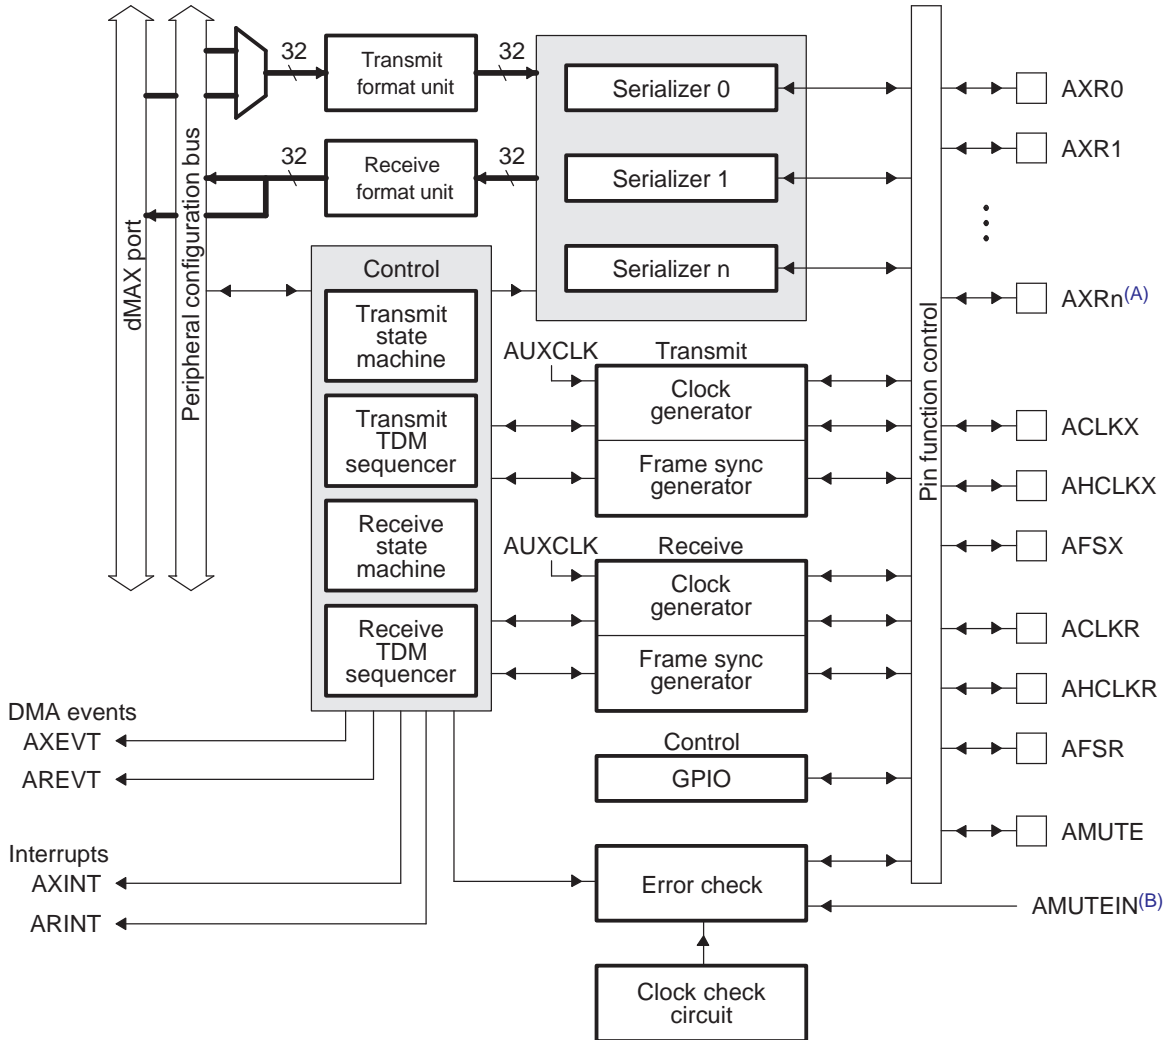 32
Transmit
format unit
32
Serializer 0
AXR0
32
Receive
format unit
32
Serializer 1
AXR1
Serializer n
AXRn(A)
dMAX port
Peripheral configuration bus
Pin function control
Control
Transmit
state
machine
Transmit
TDM
sequencer
Receive
state
machine
Receive
TDM
sequencer
AUXCLK
Transmit
Clock
generator
Frame sync
generator
AUXCLK
Receive
Clock
generator
Frame sync
generator
ACLKX
AHCLKX
AFSX
ACLKR
AHCLKR
AFSR
AMUTE
AMUTEIN(B)
DMA events
AXEVT
AREVT
Interrupts
AXINT
ARINT
Control
GPIO
Error check
Clock check
circuit